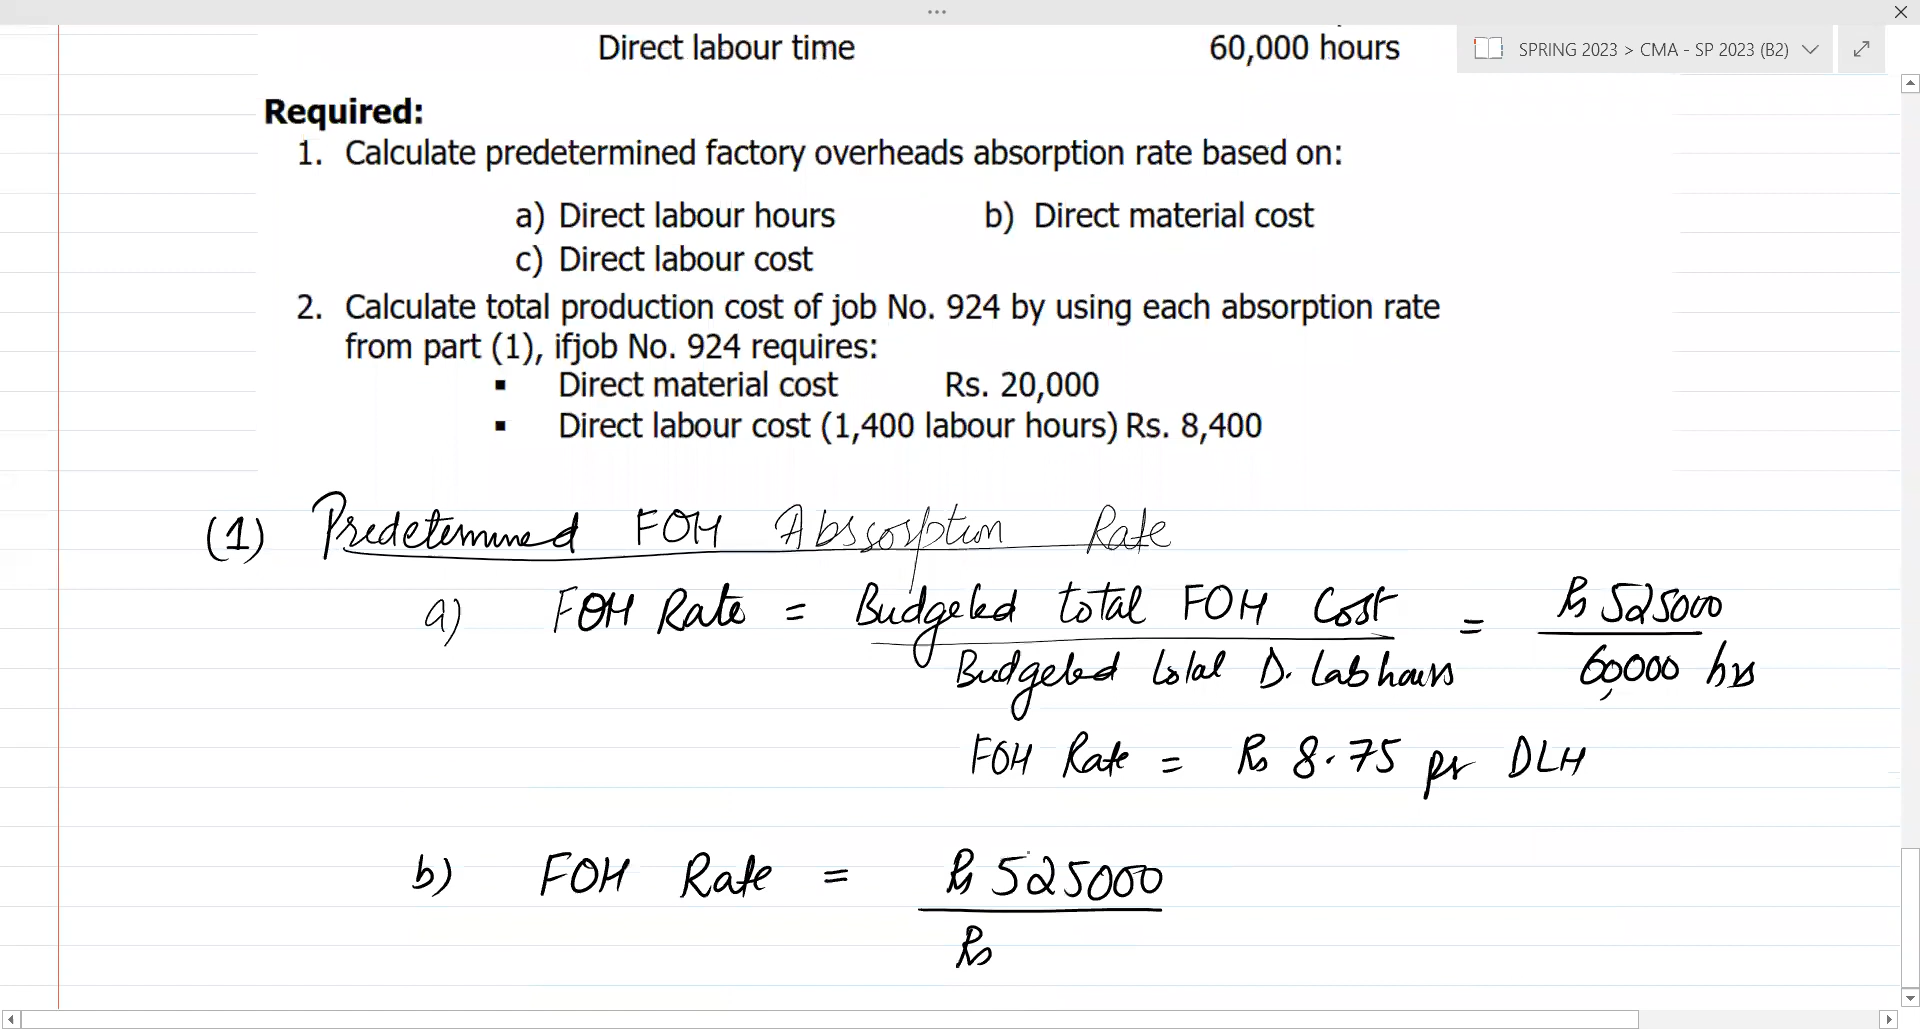 Direct labour time 60,000 hours
SPRING 2023 > CMA - SP 2023 (B2)
Required:
1. Calculate predetermined factory overheads absorption rate based on:
a) Direct labour hours b) Direct material cost
c) Direct labour cost
2. Calculate total production cost of job No. 924 by using each absorption rate
from part (1), ifjob No. 924 requires:
▪ Direct material cost Rs. 20,000
▪ Direct labour cost (1,400 labour hours) Rs. 8,400
(1) Predetermined FOH Abssorption Rate
a) FOH Rate = Budgeted total FOH Cost = Rs 525000
Budgeted total D. Lab hours 60,000 hrs
FOH Rate = Rs 8.75 per DLH
b) FOH Rate = Rs 525000
Rs